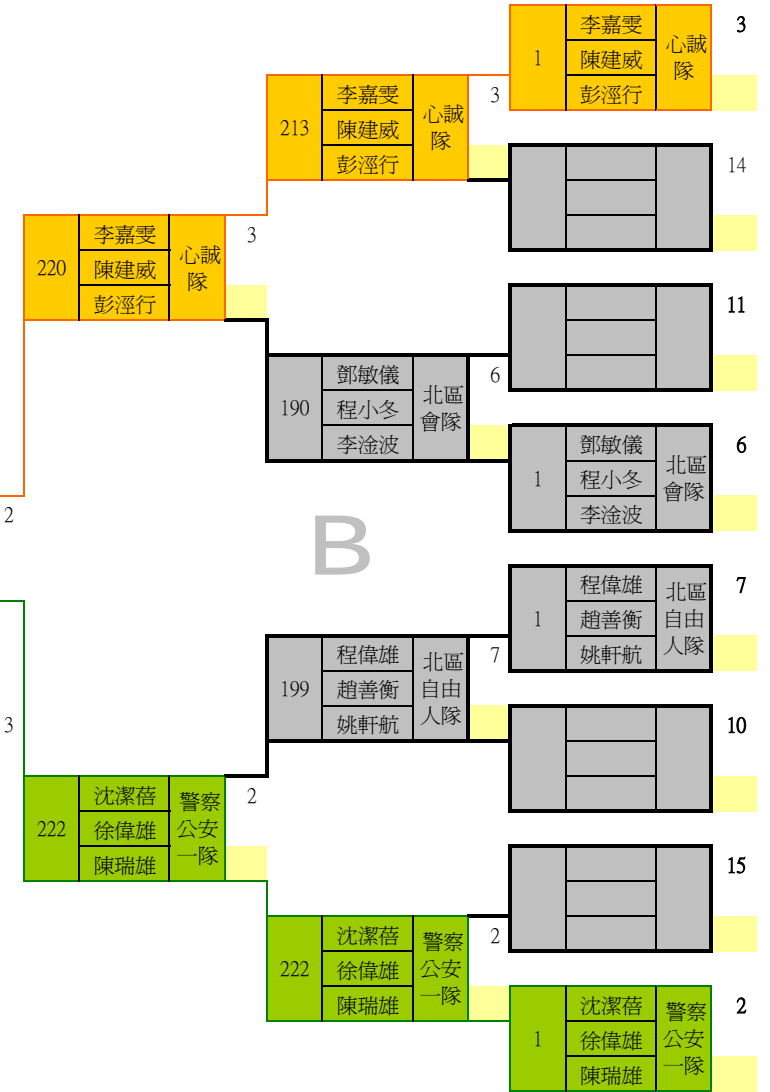 3
李嘉雯
陳建威
彭淫行
1
心誠
隊
14
11
6
鄧敏儀
程小冬
李淦波
1
北區
會隊
7
程偉雄
趙善衡
姚軒航
1
北區
自由
人隊
10
15
2
沈潔蓓
徐偉雄
陳瑞雄
1
警察
公安
一隊
3
李嘉雯
陳建威
彭淫行
213
心誠
隊
6
鄧敏儀
程小冬
李淦波
190
北區
會隊
7
程偉雄
趙善衡
姚軒航
199
北區
自由
人隊
2
沈潔蓓
徐偉雄
陳瑞雄
222
警察
公安
一隊
3
李嘉雯
陳建威
彭淫行
220
心誠
隊
2
沈潔蓓
徐偉雄
陳瑞雄
222
警察
公安
一隊
2
3
B